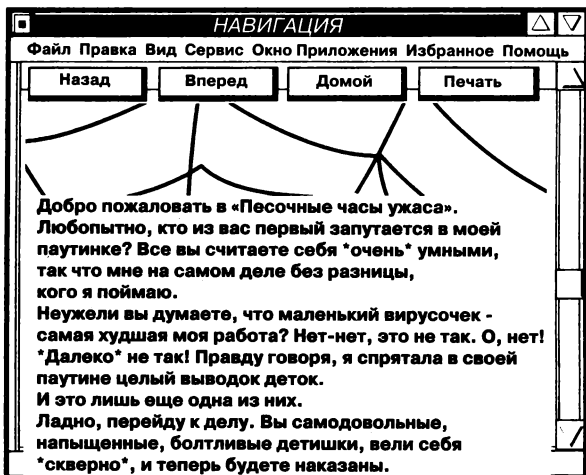 НАВИГАЦИЯ
Файл Правка Вид Сервис Окно Приложения Избранное Помощь
Назад Вперед Домой Печать
Добро пожаловать в «Песочные часы ужаса».
Любопытно, кто из вас первый запутается в моей
паутинке? Все вы считаете себя *очень* умными,
так что мне на самом деле без разницы,
кого я поймаю.
Неужели вы думаете, что маленький вирусочек -
самая худшая моя работа? Нет-нет, это не так. О, нет!
*Далеко* не так! Правду говоря, я спрятала в своей
паутине целый выводок деток.
И это лишь еще одна из них.
Ладно, перейду к делу. Вы самодовольные,
напыщенные, болтливые детишки, вели себя
*скверно*, и теперь будете наказаны.